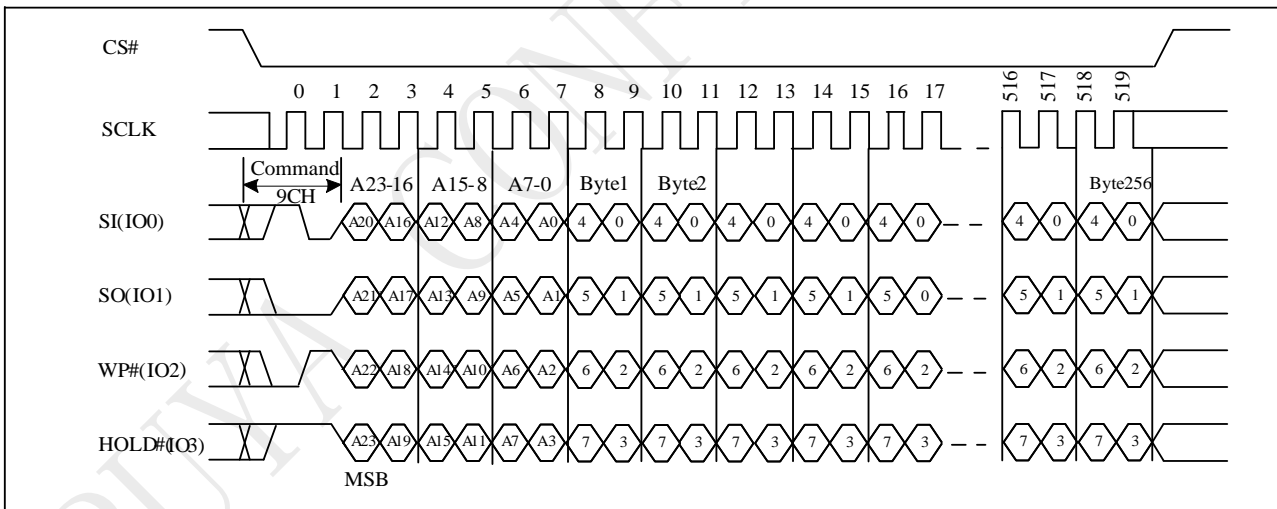 CS#
0 1 2 3 4 5 6 7 8 9 10 11 12 13 14 15 16 17 516 517 518 519
SCLK
Command
9CH
A23-16 A15-8 A7-0 Byte1 Byte2 Byte256
SI(IO0) A20 A16 A12 A8 A4 A0 4 0 4 0 4 0 4 0 4 0 4 0 4 0
SO(IO1) A21 A17 A13 A9 A5 A1 5 1 5 1 5 1 5 1 5 0 5 1 5 1
WP#(IO2) A22 A18 A14 A10 A6 A2 6 2 6 2 6 2 6 2 6 2 6 2 6 2
HOLD#(IO3) A23 A19 A15 A11 A7 A3 7 3 7 3 7 3 7 3 7 3 7 3 7 3
MSB